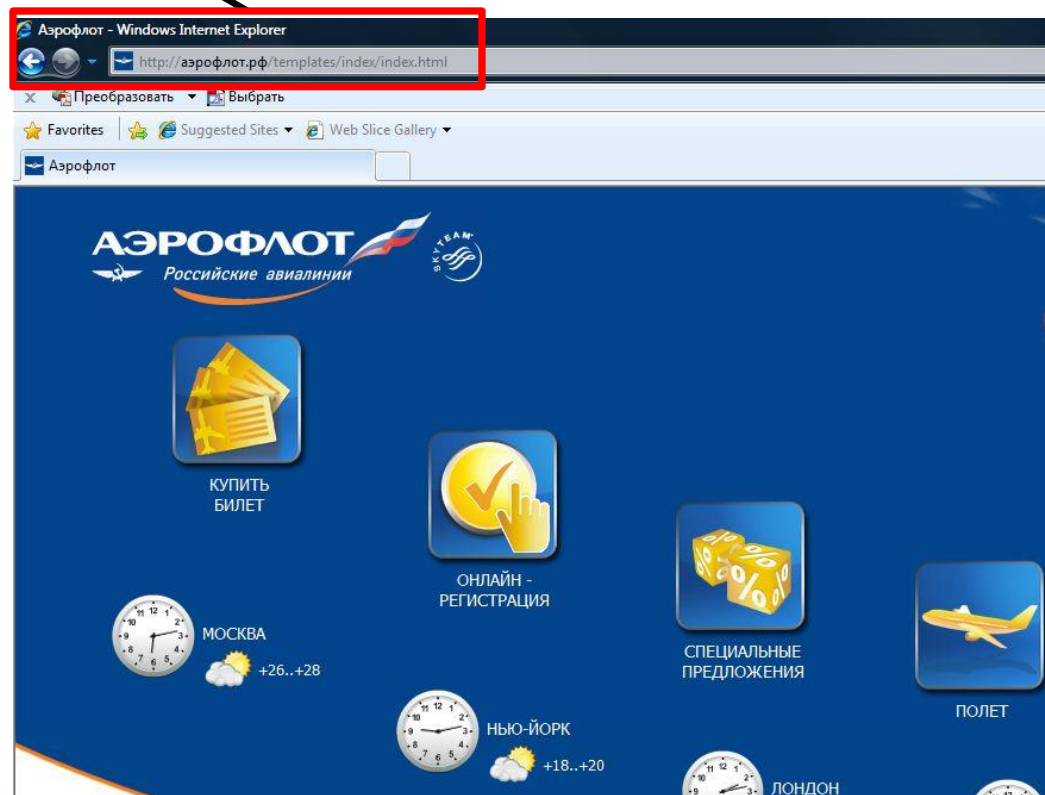 Аэрофлот - Windows Internet Explorer
http://аэрофлот.рф/templates/index/index.html
x Преобразовать Выбрать
Favorites Suggested Sites Web Slice Gallery
Аэрофлот
АЭРОФЛОТ
Российские авиалинии
SKYTEAM
КУПИТЬ
БИЛЕТ
ОНЛАЙН -
РЕГИСТРАЦИЯ
СПЕЦИАЛЬНЫЕ
ПРЕДЛОЖЕНИЯ
ПОЛЕТ
МОСКВА
+26..+28
НЬЮ-ЙОРК
+18..+20
ЛОНДОН